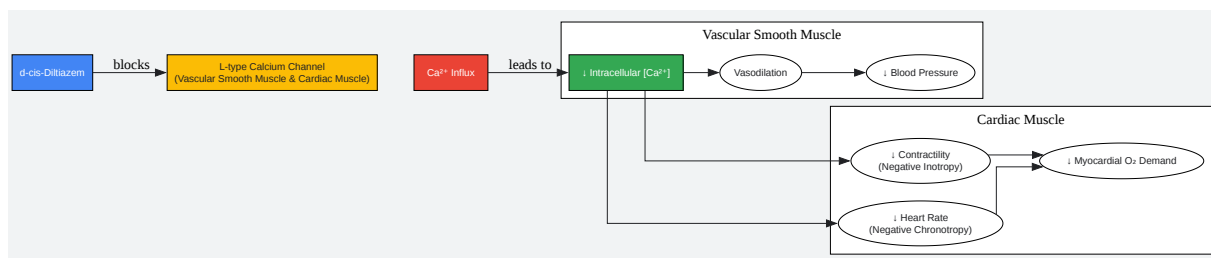 Vascular Smooth Muscle
d-cis-Diltiazem
blocks
L-type Calcium Channel
(Vascular Smooth Muscle & Cardiac Muscle)
Ca²⁺ Influx
leads to
↓ Intracellular [Ca²⁺]
Vasodilation
↓ Blood Pressure
Cardiac Muscle
↓ Contractility
(Negative Inotropy)
↓ Myocardial O₂ Demand
↓ Heart Rate
(Negative Chronotropy)